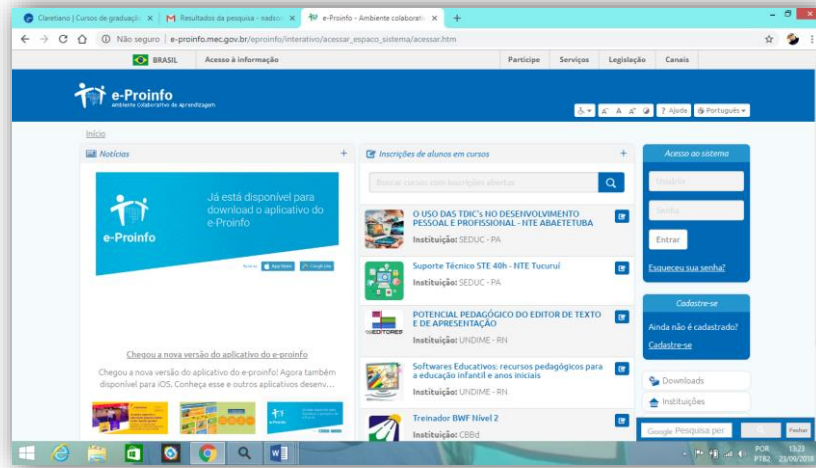 Claretiano | Cursos de graduaçã
Resultados da pesquisa - nadso
e-Proinfo - Ambiente colaborati
Não seguro | e-proinfo.mec.gov.br/eproinfo/interativo/acessar_espaco_sistema/acessar.htm
BRASIL
Acesso à informação
Participe
Serviços
Legislação
Canais
e-Proinfo
ambiente colaborativo de aprendizagem
? Ajuda
Português
Início
Notícias
e-Proinfo
Já está disponível para
download o aplicativo do
e-Proinfo
App Store
Google Play
Chegou a nova versão do aplicativo do e-proinfo
Chegou a nova versão do aplicativo do e-proinfo! Agora também
disponível para iOS. Conheça esse e outros aplicativos desenv...
Inscrições de alunos em cursos
Buscar cursos com inscrições abertas
O USO DAS TDIC's NO DESENVOLVIMENTO
PESSOAL E PROFISSIONAL - NTE ABAETETUBA
Instituição: SEDUC - PA
Suporte Técnico STE 40h - NTE Tucuruí
Instituição: SEDUC - PA
EDITORES
POTENCIAL PEDAGÓGICO DO EDITOR DE TEXTO
E DE APRESENTAÇÃO
Instituição: UNDIME - RN
Softwares Educativos: recursos pedagógicos para
a educação infantil e anos iniciais
Instituição: UNDIME - RN
Treinador BWF Nível 2
Instituição: CBBd
Acesso ao sistema
Usuário
Senha
Entrar
Esqueceu sua senha?
Cadastre-se
Ainda não é cadastrado?
Cadastre-se
Downloads
Instituições
Google Pesquisa per
Fechar
POR
PTB2
13:23
23/09/2018